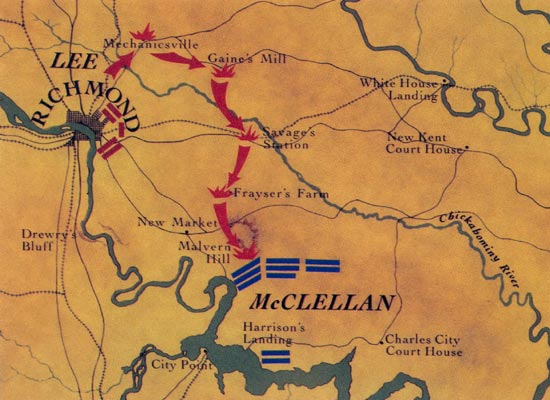 Mechanicsville
LEE
Gaine's Mill
RICHMOND
White House
Landing
Savage's
Station
New Kent
Court House
Frayser's Farm
New Market
Chickahominy River
Drewry's
Bluff
Malvern
Hill
McCLELLAN
Harrison's
Landing
Charles City
Court House
City Point